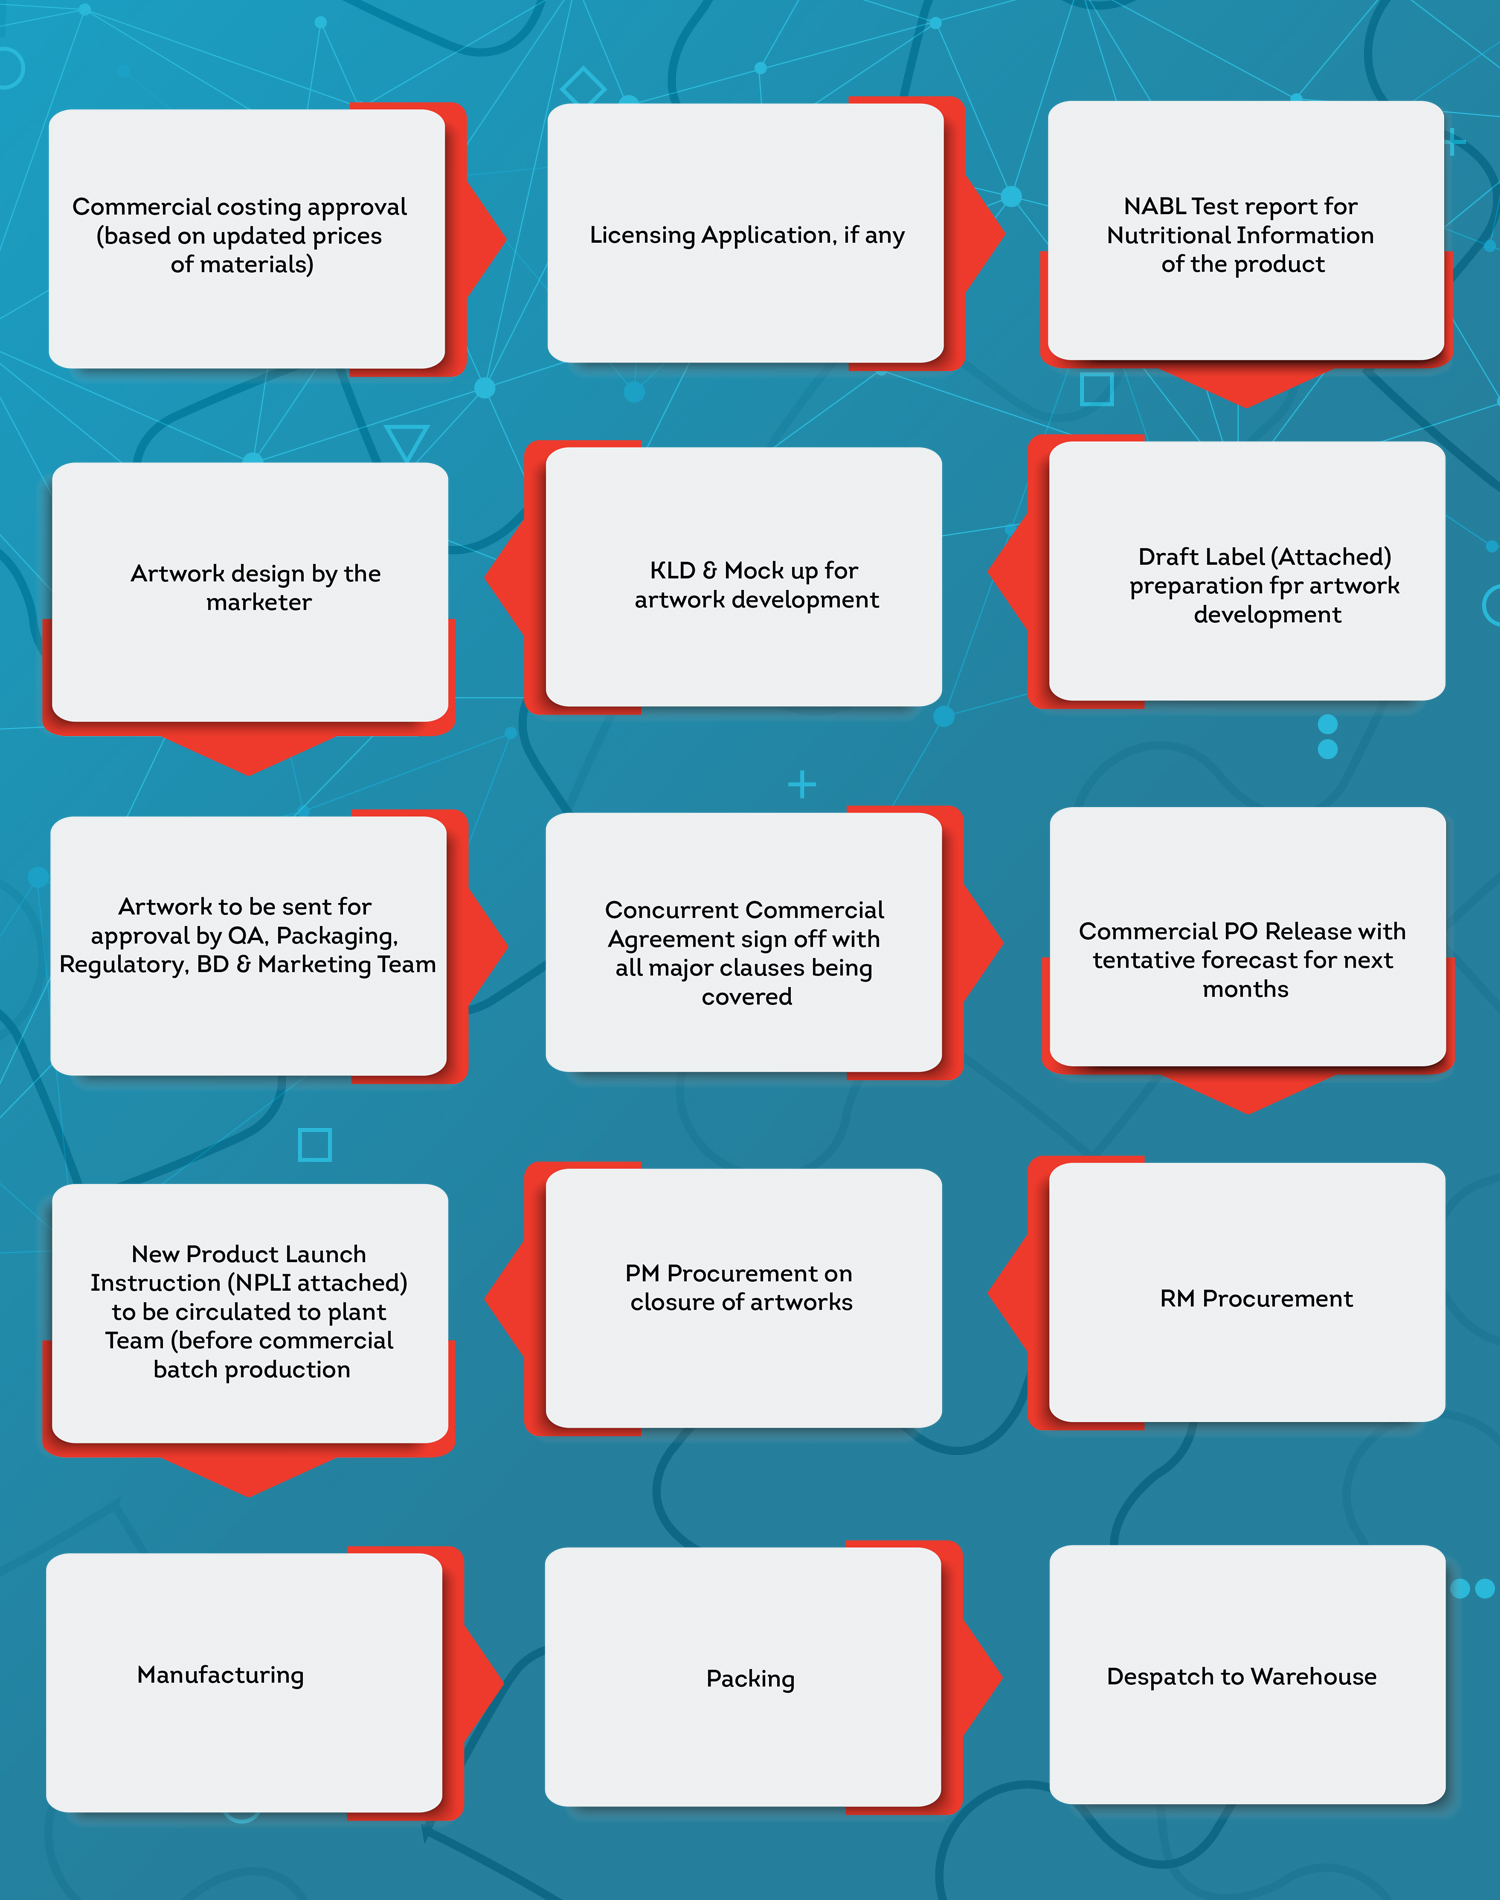 Commercial costing approval
(based on updated prices
of materials)
Licensing Application, if any
NABL Test report for
Nutritional Information
of the product
Draft Label (Attached)
preparation fpr artwork
development
KLD & Mock up for
artwork development
Artwork design by the
marketer
Artwork to be sent for
approval by QA, Packaging,
Regulatory, BD & Marketing Team
Concurrent Commercial
Agreement sign off with
all major clauses being
covered
Commercial PO Release with
tentative forecast for next
months
RM Procurement
PM Procurement on
closure of artworks
New Product Launch
Instruction (NPLI attached)
to be circulated to plant
Team (before commercial
batch production
Manufacturing
Packing
Despatch to Warehouse